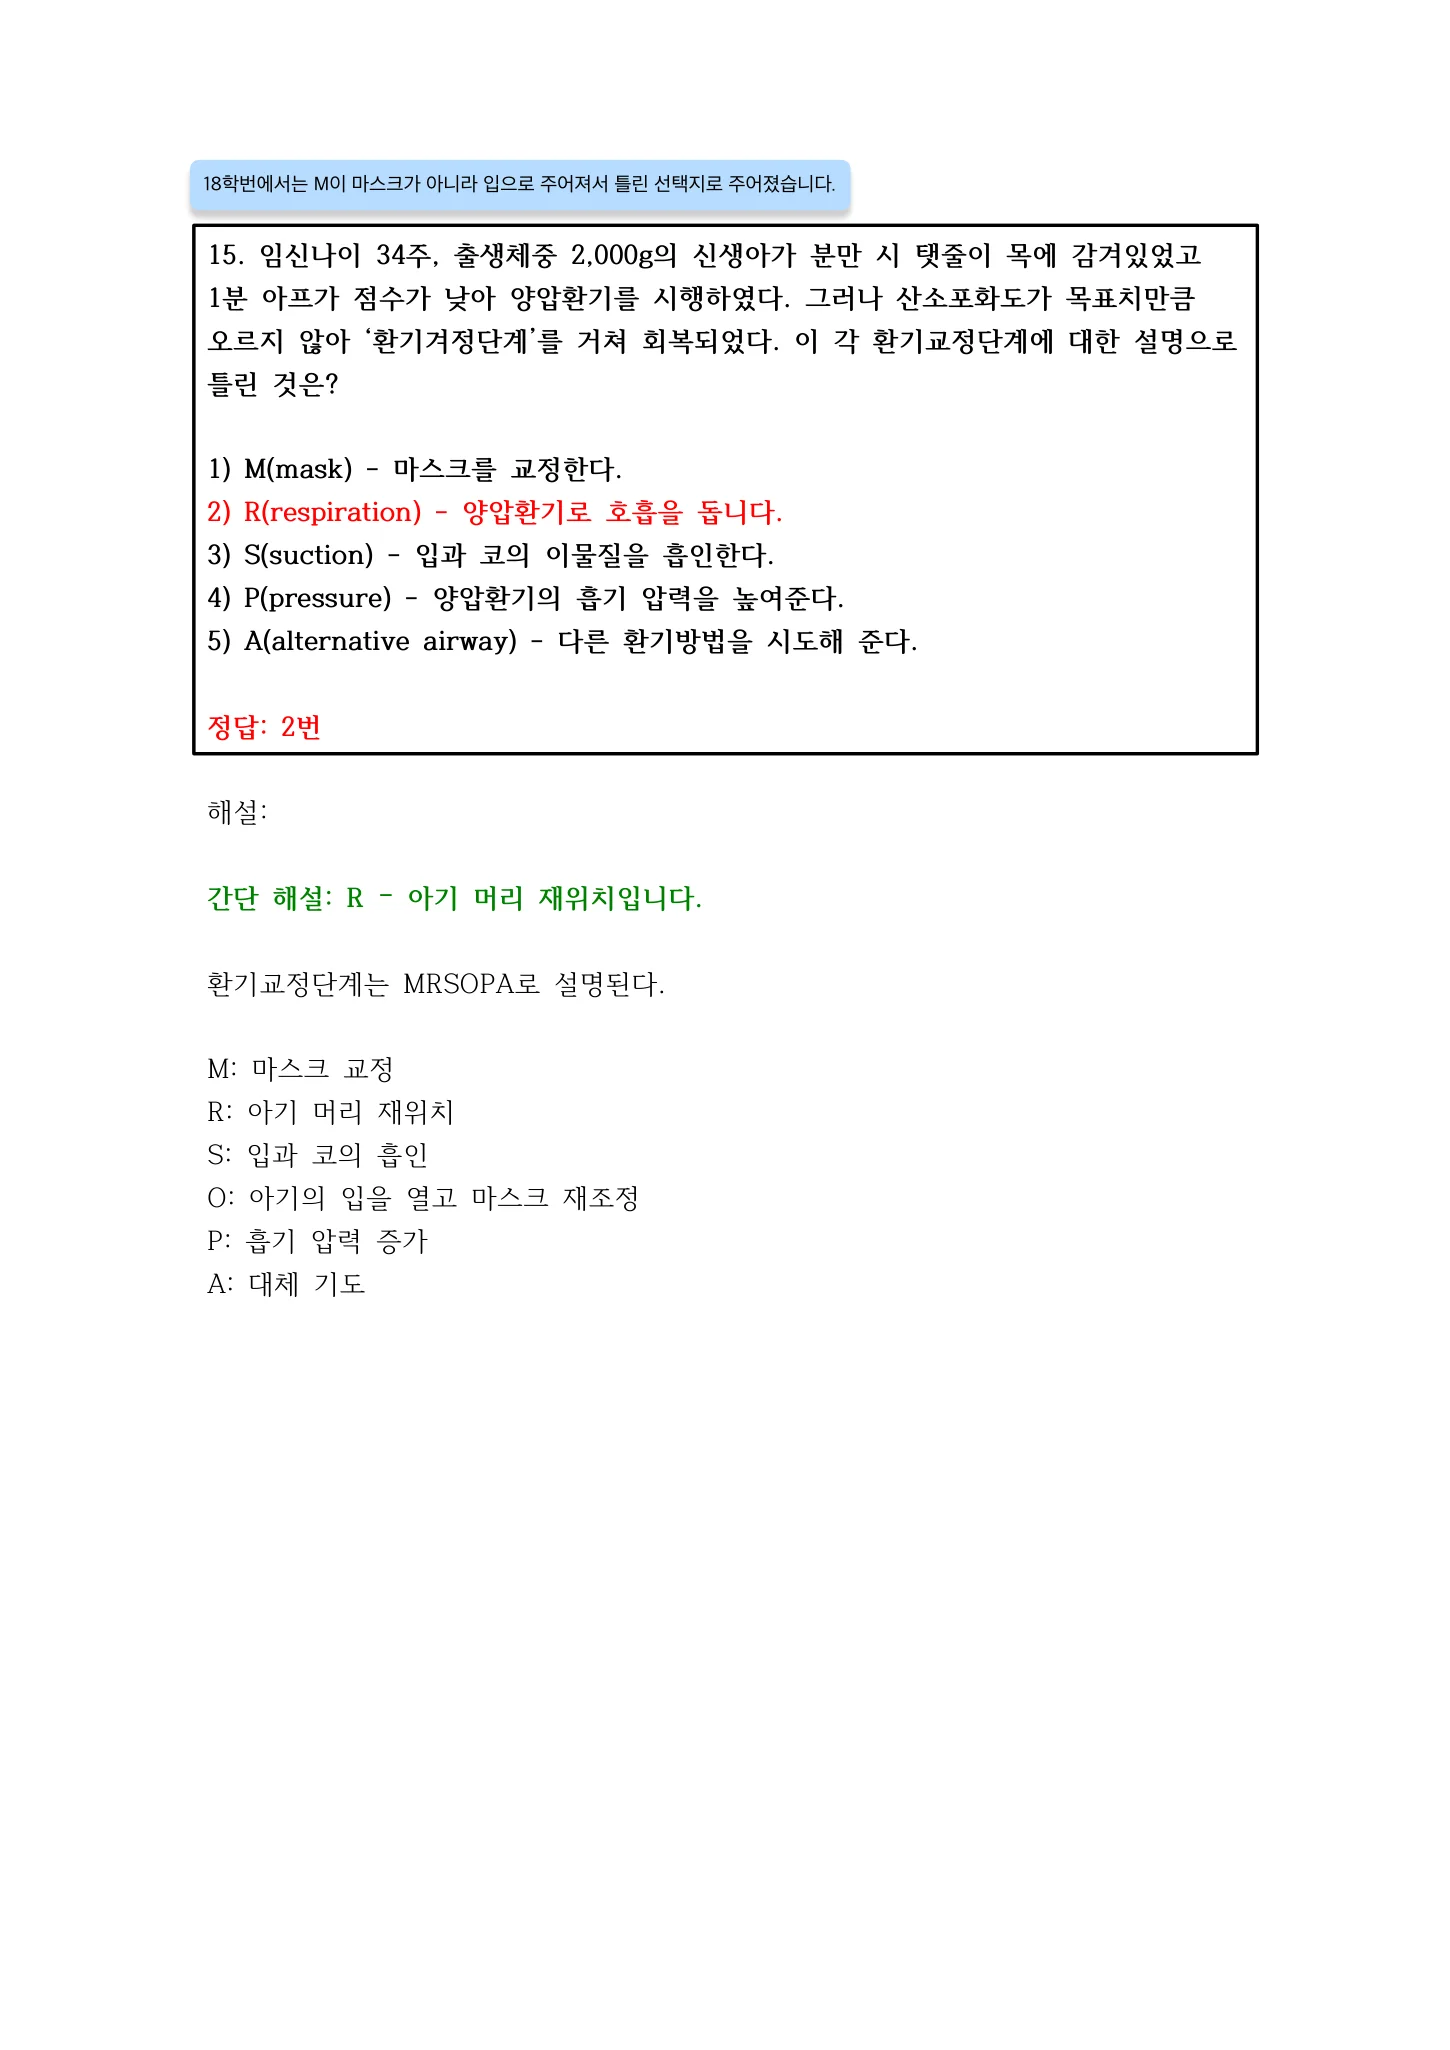 18학번에서는 M이 마스크가 아니라 입으로 주어져서 틀린 선택지로 주어졌습니다.
15. 임신나이 34주, 출생체중 2,000g의 신생아가 분만 시 탯줄이 목에 감겨있었고
1분 아프가 점수가 낮아 양압환기를 시행하였다. 그러나 산소포화도가 목표치만큼
오르지 않아 ‘환기겨정단계’를 거쳐 회복되었다. 이 각 환기교정단계에 대한 설명으로
틀린 것은?
1) M(mask) - 마스크를 교정한다.
2) R(respiration) - 양압환기로 호흡을 돕니다.
3) S(suction) - 입과 코의 이물질을 흡인한다.
4) P(pressure) - 양압환기의 흡기 압력을 높여준다.
5) A(alternative airway) - 다른 환기방법을 시도해 준다.
정답: 2번
해설:
간단 해설: R - 아기 머리 재위치입니다.
환기교정단계는 MRSOPA로 설명된다.
M: 마스크 교정
R: 아기 머리 재위치
S: 입과 코의 흡인
O: 아기의 입을 열고 마스크 재조정
P: 흡기 압력 증가
A: 대체 기도